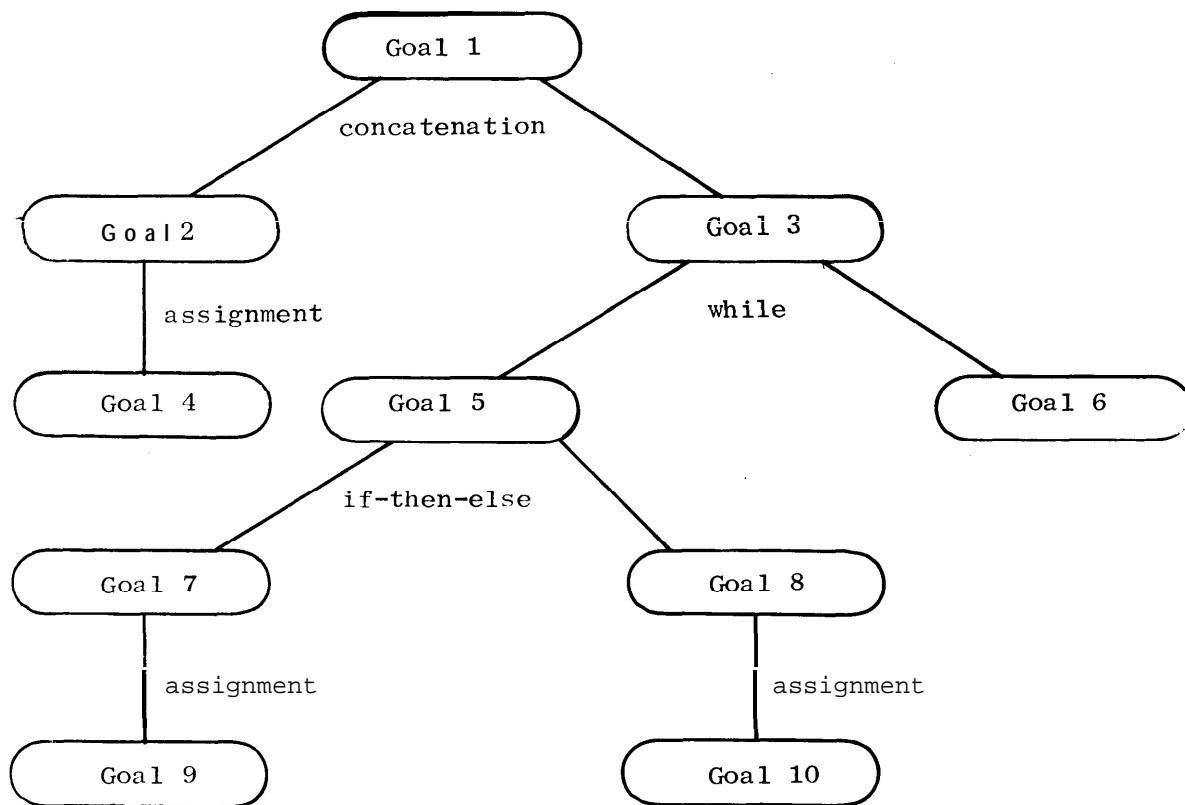 Goal 1
concatenation
Goal 2
Goal 3
assignment
while
Goal 4
Goal 5
Goal 6
if-then-else
Goal 7
Goal 8
assignment
assignment
Goal 9
Goal 10